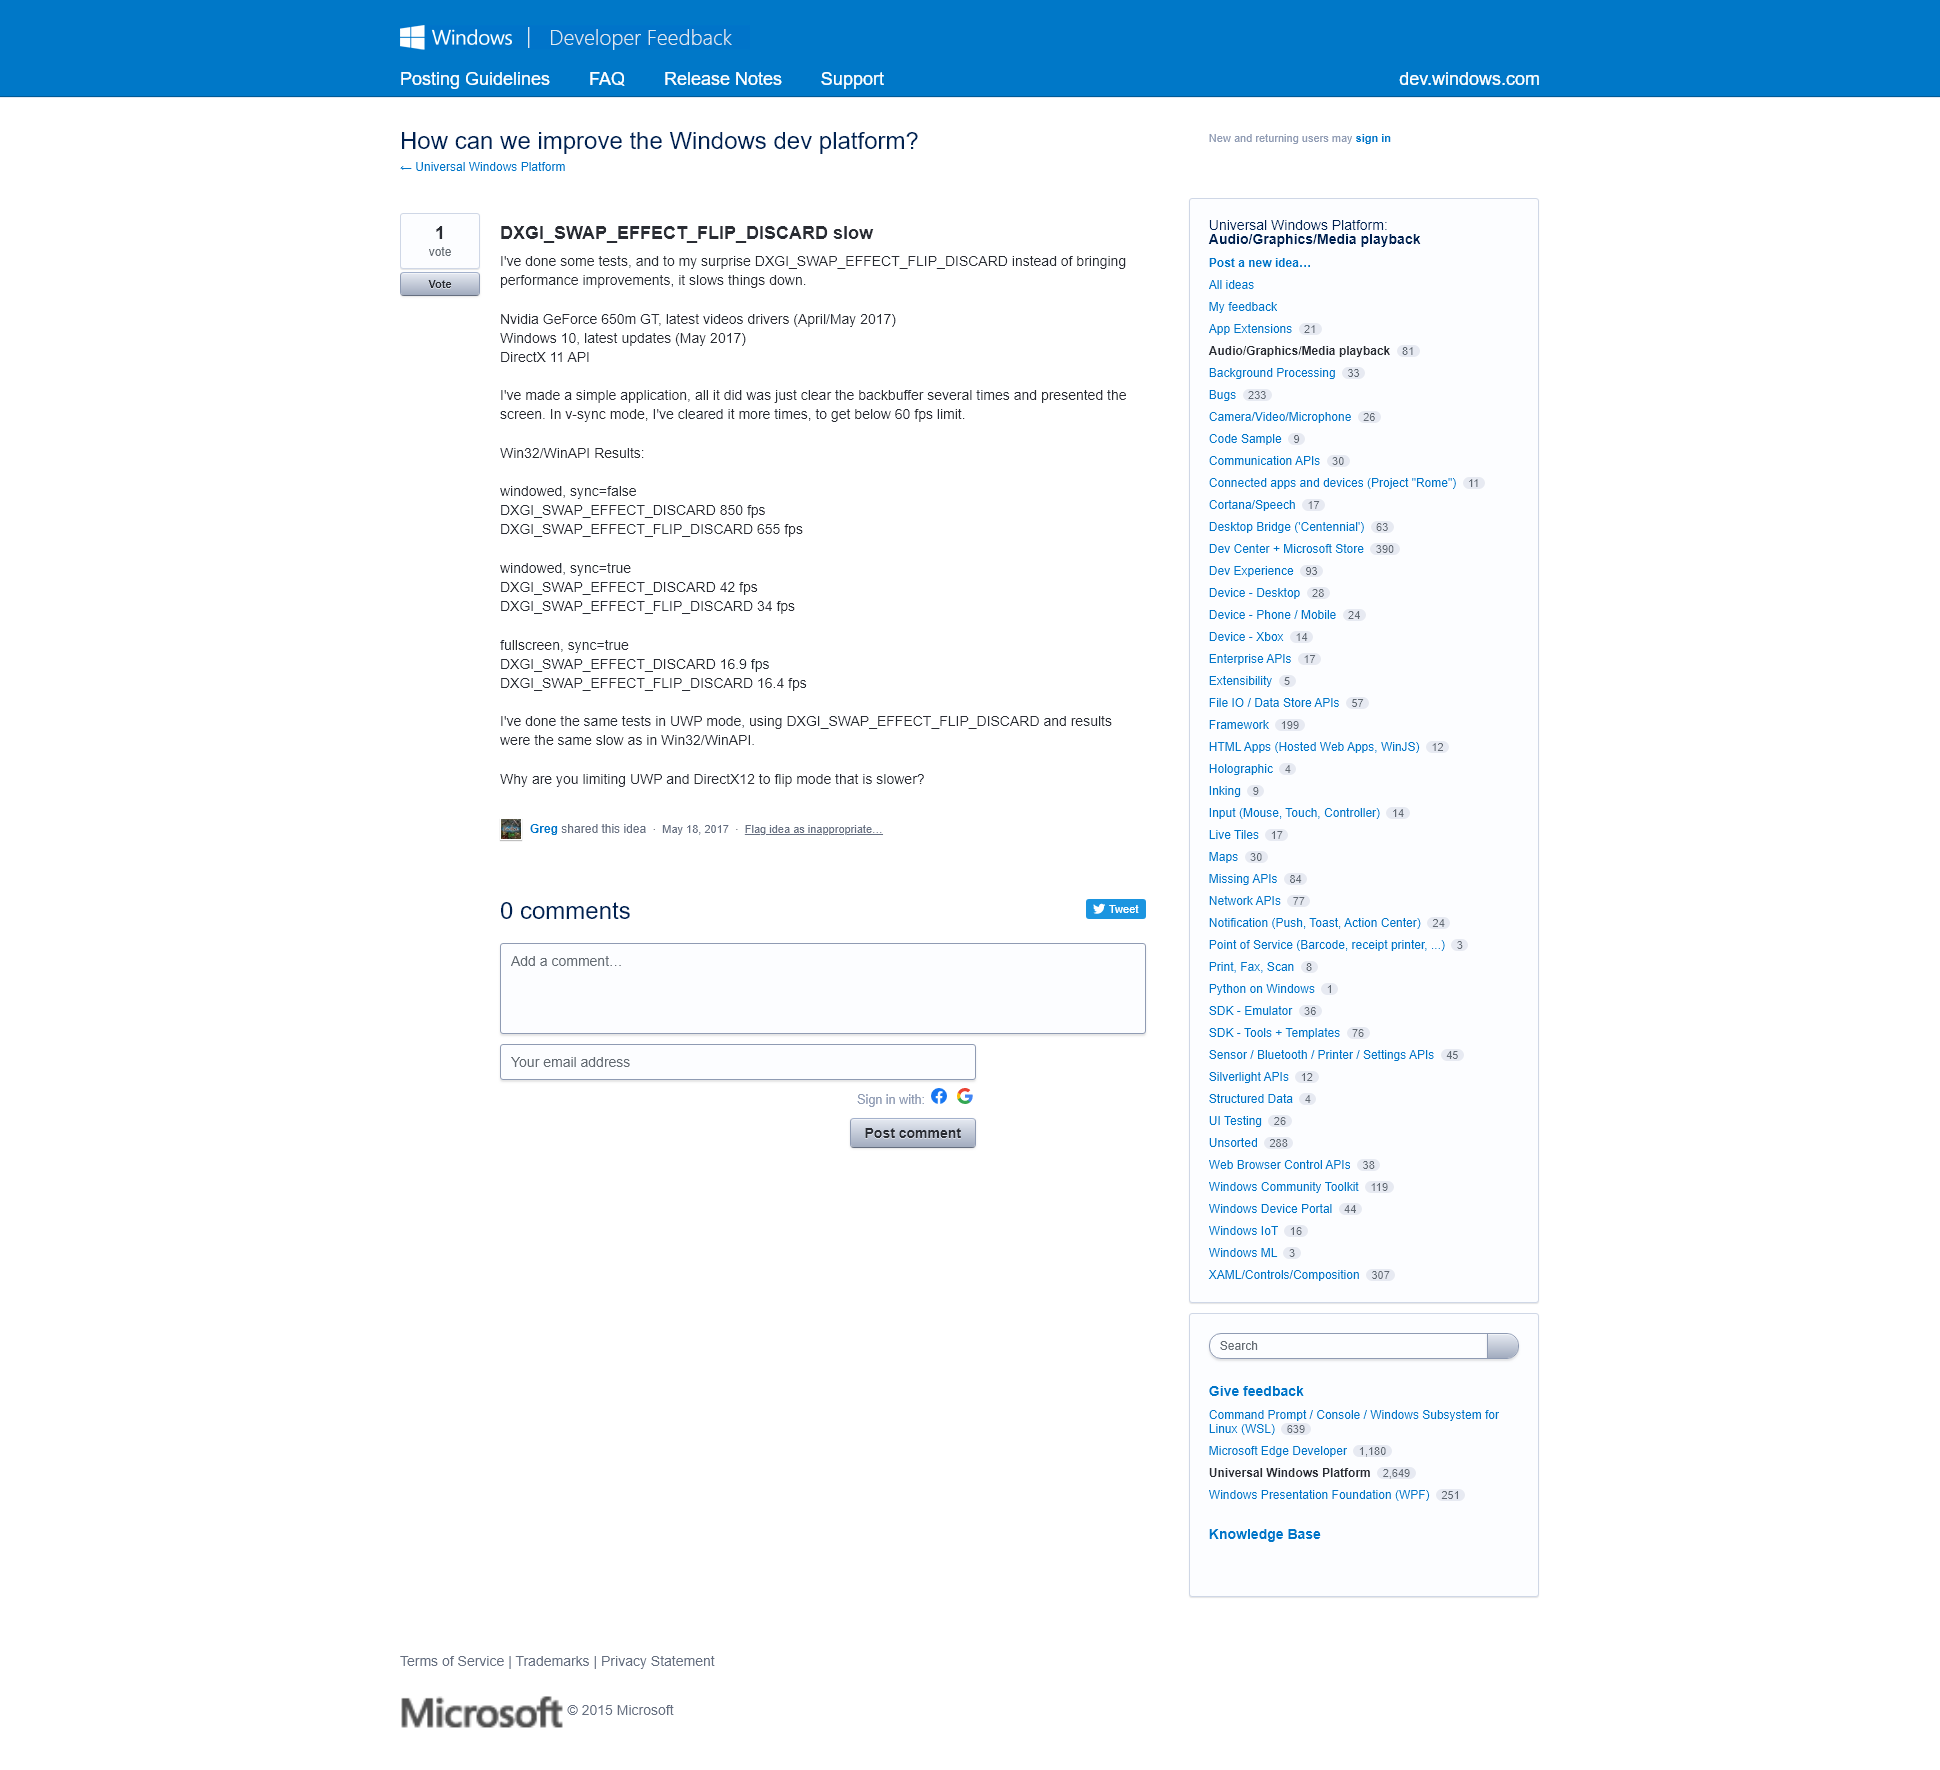 Windows | Developer Feedback
Posting Guidelines FAQ Release Notes Support dev.windows.com
How can we improve the Windows dev platform?
← Universal Windows Platform
New and returning users may sign in
1
vote
Vote
DXGI_SWAP_EFFECT_FLIP_DISCARD slow
I've done some tests, and to my surprise DXGI_SWAP_EFFECT_FLIP_DISCARD instead of bringing
performance improvements, it slows things down.
Nvidia GeForce 650m GT, latest videos drivers (April/May 2017)
Windows 10, latest updates (May 2017)
DirectX 11 API
I've made a simple application, all it did was just clear the backbuffer several times and presented the
screen. In v-sync mode, I've cleared it more times, to get below 60 fps limit.
Win32/WinAPI Results:
windowed, sync=false
DXGI_SWAP_EFFECT_DISCARD 850 fps
DXGI_SWAP_EFFECT_FLIP_DISCARD 655 fps
windowed, sync=true
DXGI_SWAP_EFFECT_DISCARD 42 fps
DXGI_SWAP_EFFECT_FLIP_DISCARD 34 fps
fullscreen, sync=true
DXGI_SWAP_EFFECT_DISCARD 16.9 fps
DXGI_SWAP_EFFECT_FLIP_DISCARD 16.4 fps
I've done the same tests in UWP mode, using DXGI_SWAP_EFFECT_FLIP_DISCARD and results
were the same slow as in Win32/WinAPI.
Why are you limiting UWP and DirectX12 to flip mode that is slower?
Greg shared this idea · May 18, 2017 · Flag idea as inappropriate…
0 comments
Tweet
Add a comment…
Your email address
Sign in with:
Post comment
Universal Windows Platform:
Audio/Graphics/Media playback
Post a new idea…
All ideas
My feedback
App Extensions 21
Audio/Graphics/Media playback 81
Background Processing 33
Bugs 233
Camera/Video/Microphone 26
Code Sample 9
Communication APIs 30
Connected apps and devices (Project "Rome") 11
Cortana/Speech 17
Desktop Bridge ('Centennial') 63
Dev Center + Microsoft Store 390
Dev Experience 93
Device - Desktop 28
Device - Phone / Mobile 24
Device - Xbox 14
Enterprise APIs 17
Extensibility 5
File IO / Data Store APIs 57
Framework 199
HTML Apps (Hosted Web Apps, WinJS) 12
Holographic 4
Inking 9
Input (Mouse, Touch, Controller) 14
Live Tiles 17
Maps 30
Missing APIs 84
Network APIs 77
Notification (Push, Toast, Action Center) 24
Point of Service (Barcode, receipt printer, ...) 3
Print, Fax, Scan 8
Python on Windows 1
SDK - Emulator 36
SDK - Tools + Templates 76
Sensor / Bluetooth / Printer / Settings APIs 45
Silverlight APIs 12
Structured Data 4
UI Testing 26
Unsorted 288
Web Browser Control APIs 38
Windows Community Toolkit 119
Windows Device Portal 44
Windows IoT 16
Windows ML 3
XAML/Controls/Composition 307
Search
Give feedback
Command Prompt / Console / Windows Subsystem for
Linux (WSL) 639
Microsoft Edge Developer 1,180
Universal Windows Platform 2,649
Windows Presentation Foundation (WPF) 251
Knowledge Base
Terms of Service | Trademarks | Privacy Statement
Microsoft © 2015 Microsoft